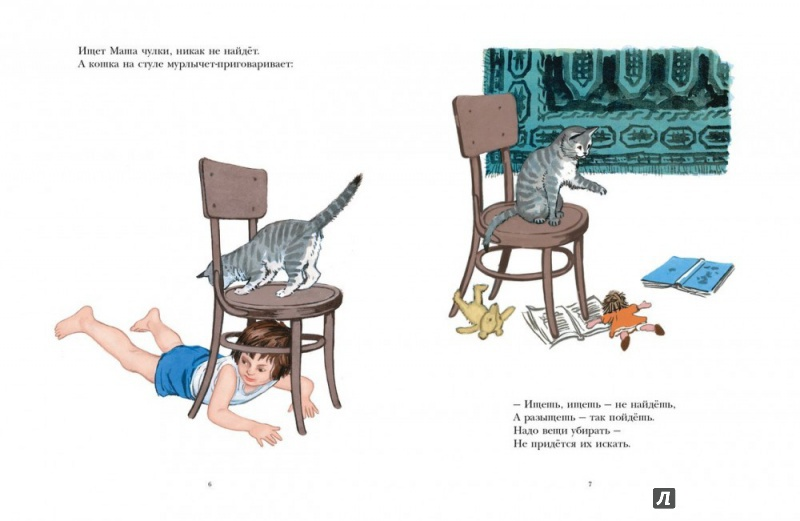 Ищет Маша чулки, никак не найдёт.
А кошка на стуле мурлычет-приговаривает:
— Ищешь, ищешь — не найдёшь,
А разыщешь — так пойдёшь.
Надо вещи убирать —
Не придётся их искать.
6
7
Л